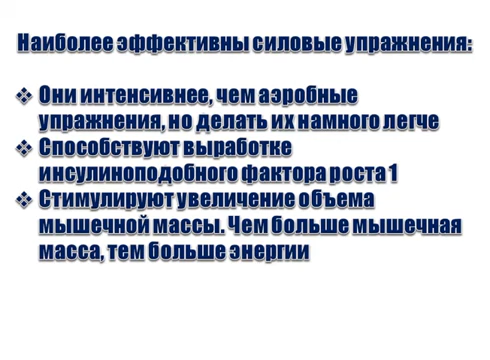 Наиболее эффективны силовые упражнения:
❖ Они интенсивнее, чем аэробные
упражнения, но делать их намного легче
❖ Способствуют выработке
инсулиноподобного фактора роста 1
❖ Стимулируют увеличение объема
мышечной массы. Чем больше мышечная
масса, тем больше энергии